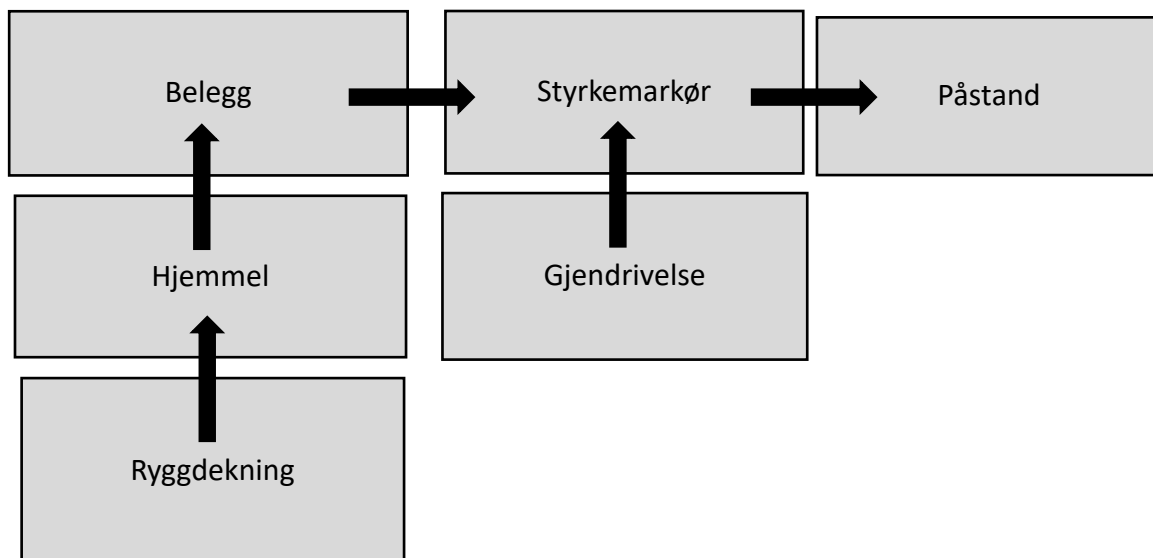 Belegg
Styrkemarkør
Påstand
Hjemmel
Gjendrivelse
Ryggdekning